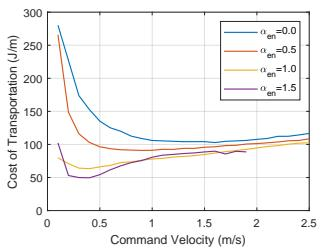 300
250
200
150
100
50
0
0 0.5 1 1.5 2 2.5
Cost of Transportation (J/m)
Command Velocity (m/s)
α_en=0.0
α_en=0.5
α_en=1.0
α_en=1.5